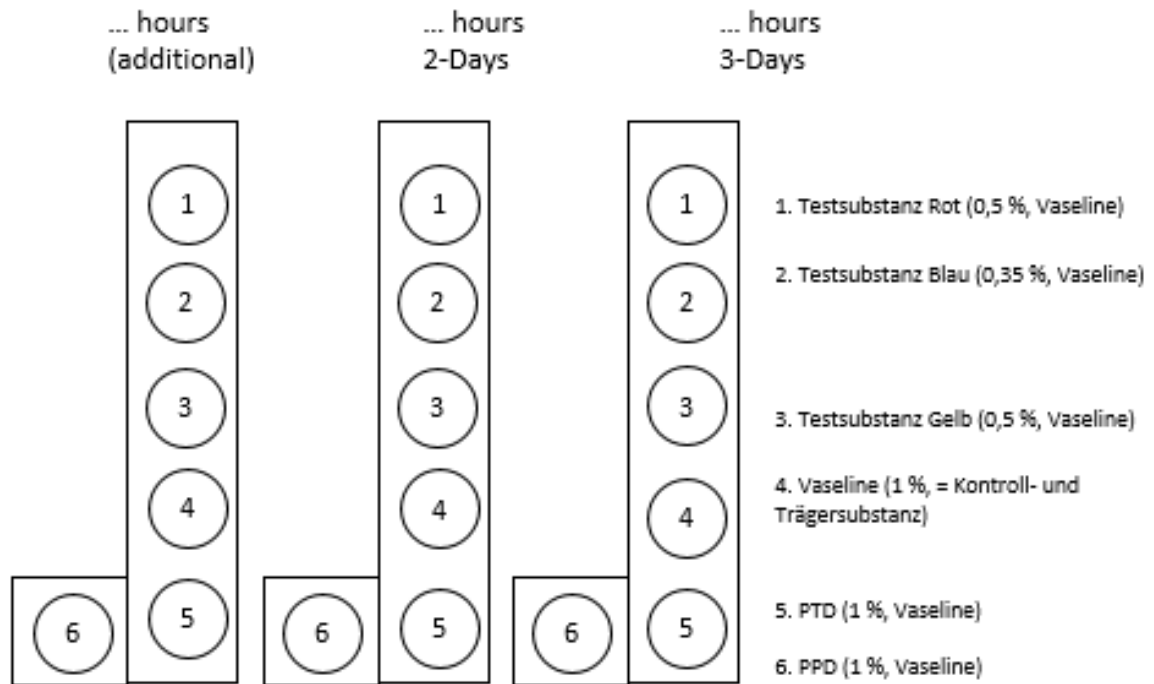 ... hours
(additional)
... hours
2-Days
... hours
3-Days
1
2
3
4
5
6
1
2
3
4
5
6
1
2
3
4
5
6
1. Testsubstanz Rot (0,5 %, Vaseline)
2. Testsubstanz Blau (0,35 %, Vaseline)
3. Testsubstanz Gelb (0,5 %, Vaseline)
4. Vaseline (1 %, = Kontroll- und
Trägersubstanz)
5. PTD (1 %, Vaseline)
6. PPD (1 %, Vaseline)